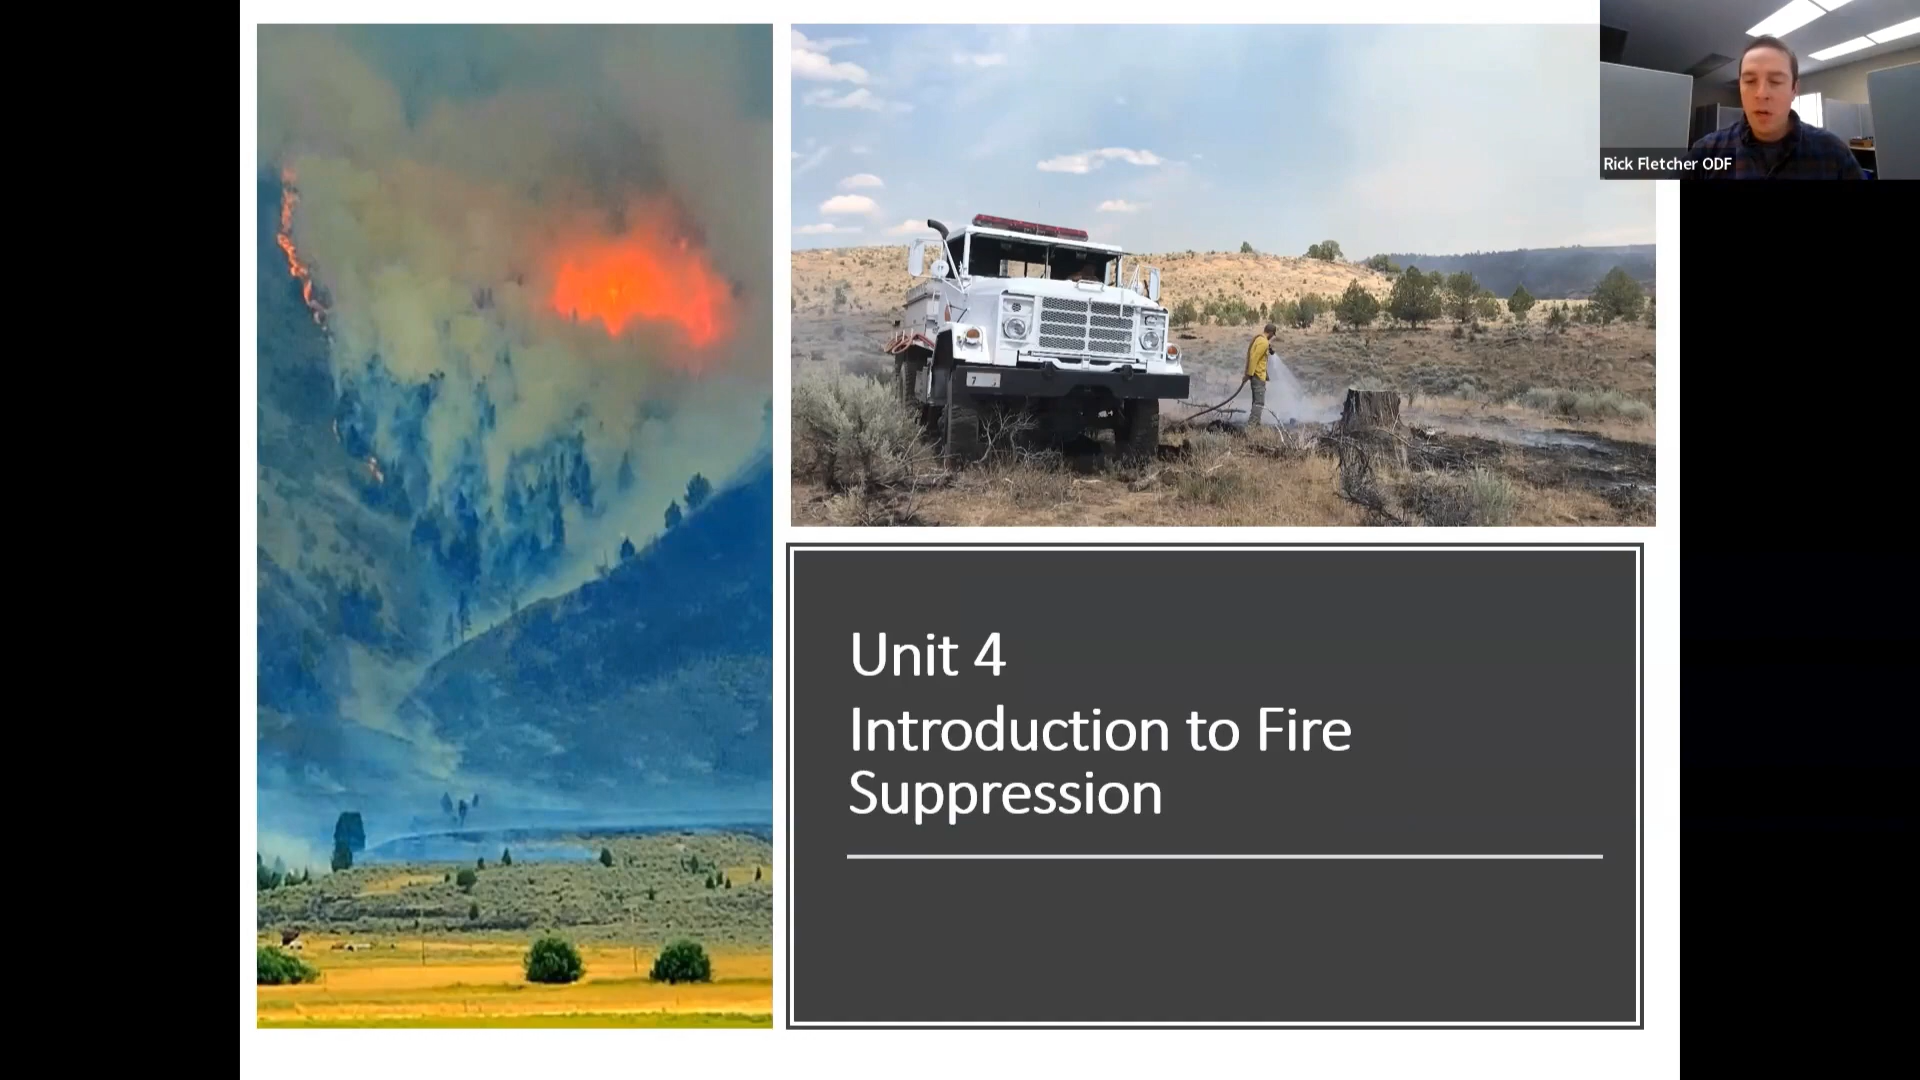 Rick Fletcher ODF
Unit 4
Introduction to Fire
Suppression